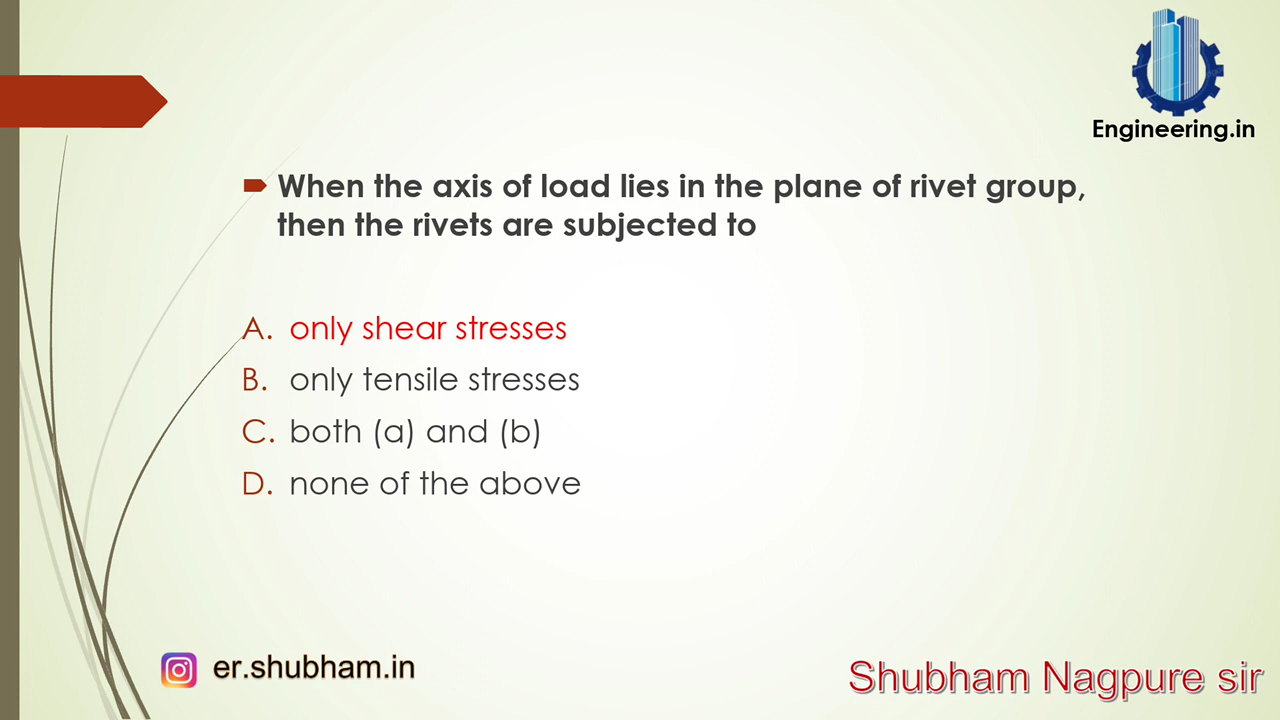 Engineering.in
When the axis of load lies in the plane of rivet group,
then the rivets are subjected to
A. only shear stresses
B. only tensile stresses
C. both (a) and (b)
D. none of the above
er.shubham.in
Shubham Nagpure sir